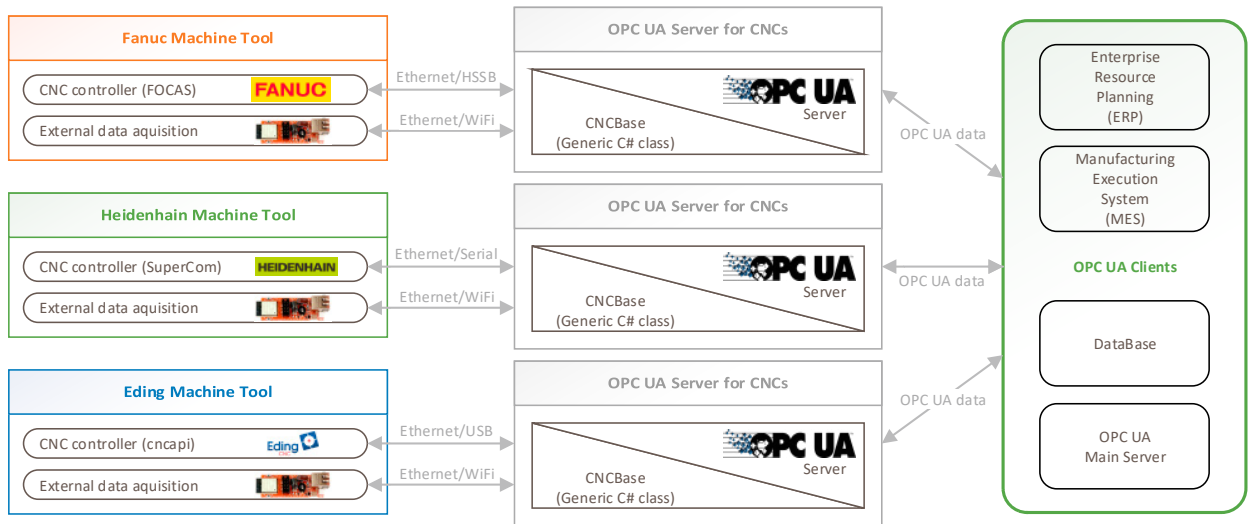 Fanuc Machine Tool
CNC controller (FOCAS)
FANUC
External data aquisition
Ethernet/HSSB
Ethernet/WiFi
OPC UA Server for CNCs
OPC UA
Server
CNCBase
(Generic C# class)
OPC UA data
Heidenhain Machine Tool
CNC controller (SuperCom)
HEIDENHAIN
External data aquisition
Ethernet/Serial
Ethernet/WiFi
OPC UA Server for CNCs
OPC UA
Server
CNCBase
(Generic C# class)
OPC UA data
Eding Machine Tool
CNC controller (cncapi)
Eding
CNC
External data aquisition
Ethernet/USB
Ethernet/WiFi
OPC UA Server for CNCs
OPC UA
Server
CNCBase
(Generic C# class)
OPC UA data
Enterprise
Resource
Planning
(ERP)
Manufacturing
Execution
System
(MES)
OPC UA Clients
DataBase
OPC UA
Main Server